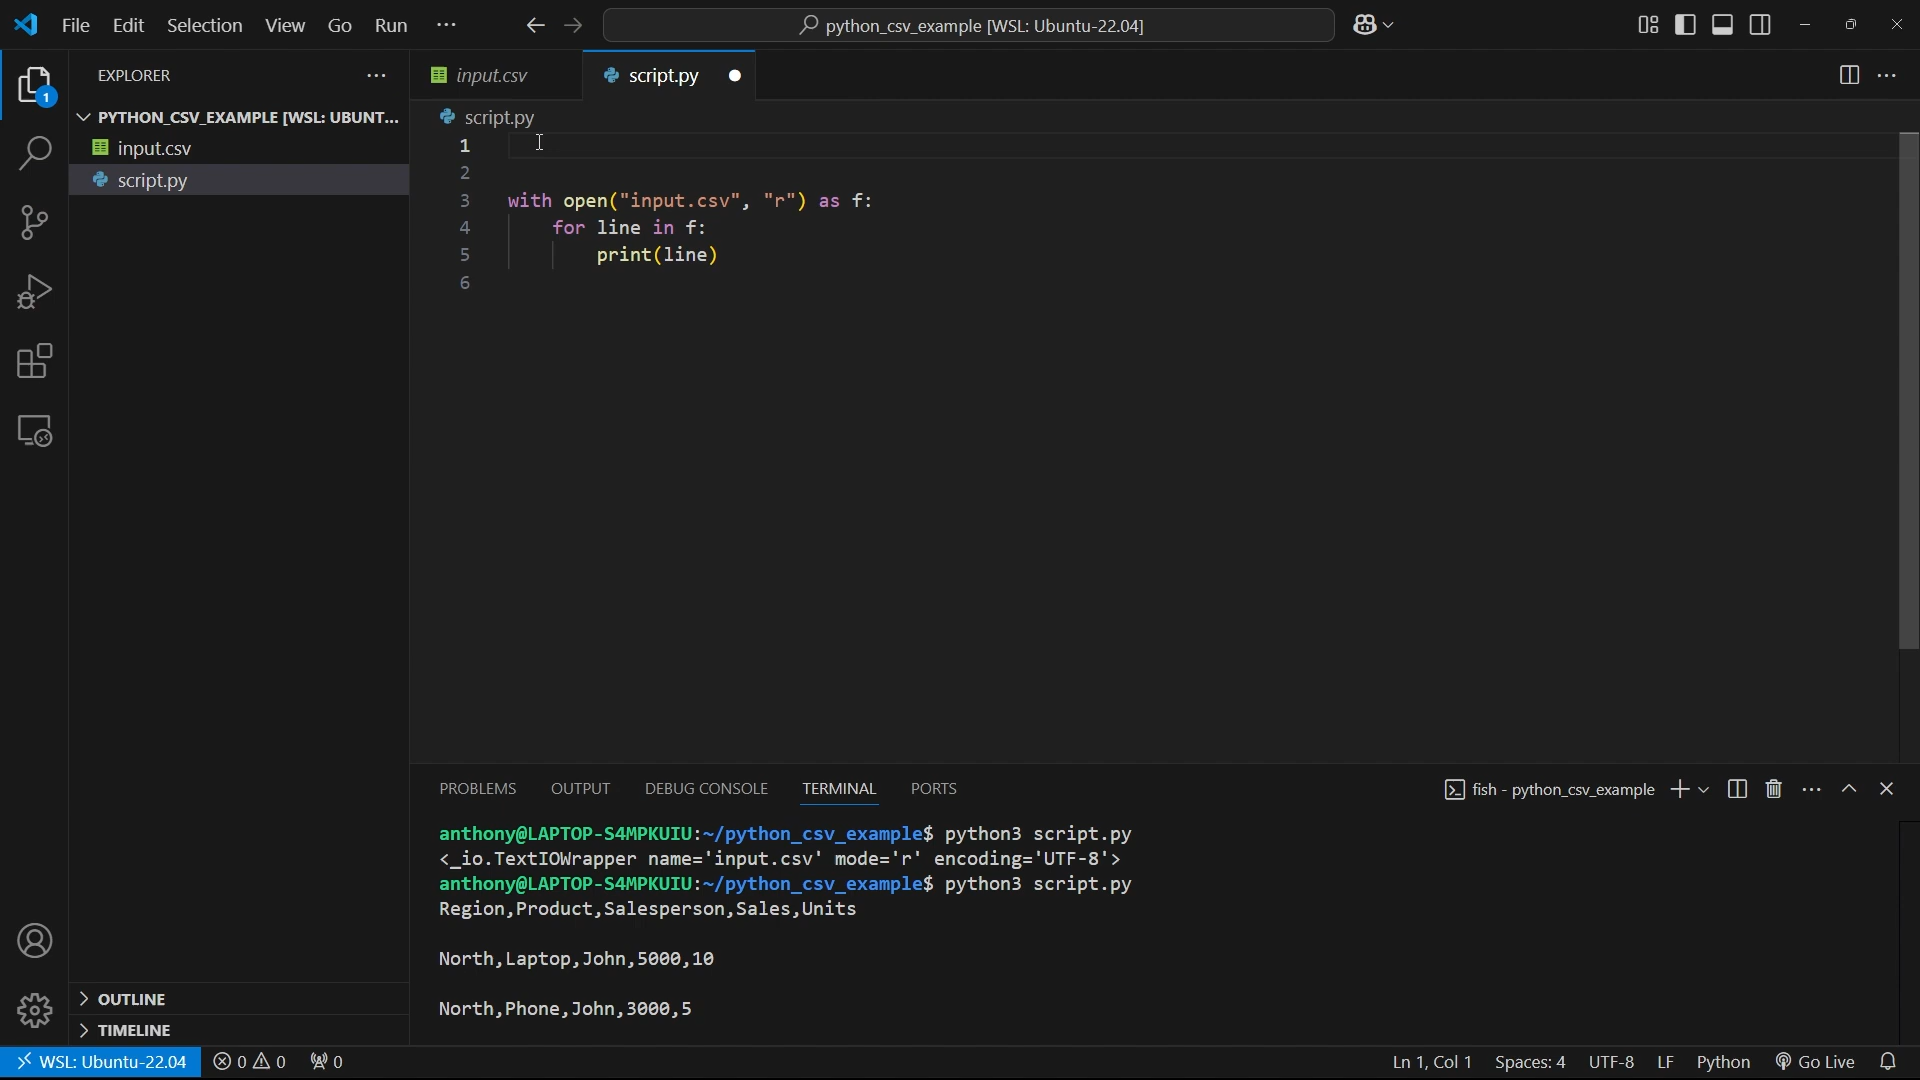 File Edit Selection View Go Run ···
python_csv_example [WSL: Ubuntu-22.04]
EXPLORER
1
PYTHON_CSV_EXAMPLE [WSL: UBUNT...
input.csv
script.py
input.csv
script.py
script.py
1
2
3 with open("input.csv", "r") as f:
4 for line in f:
5 print(line)
6
PROBLEMS OUTPUT DEBUG CONSOLE TERMINAL PORTS
fish - python_csv_example
anthony@LAPTOP-S4MPKUIU:~/python_csv_example$ python3 script.py
<_io.TextIOWrapper name='input.csv' mode='r' encoding='UTF-8'>
anthony@LAPTOP-S4MPKUIU:~/python_csv_example$ python3 script.py
Region,Product,Salesperson,Sales,Units
North,Laptop,John,5000,10
North,Phone,John,3000,5
OUTLINE
TIMELINE
WSL: Ubuntu-22.04 0 0 0 Ln 1, Col 1 Spaces: 4 UTF-8 LF Python Go Live